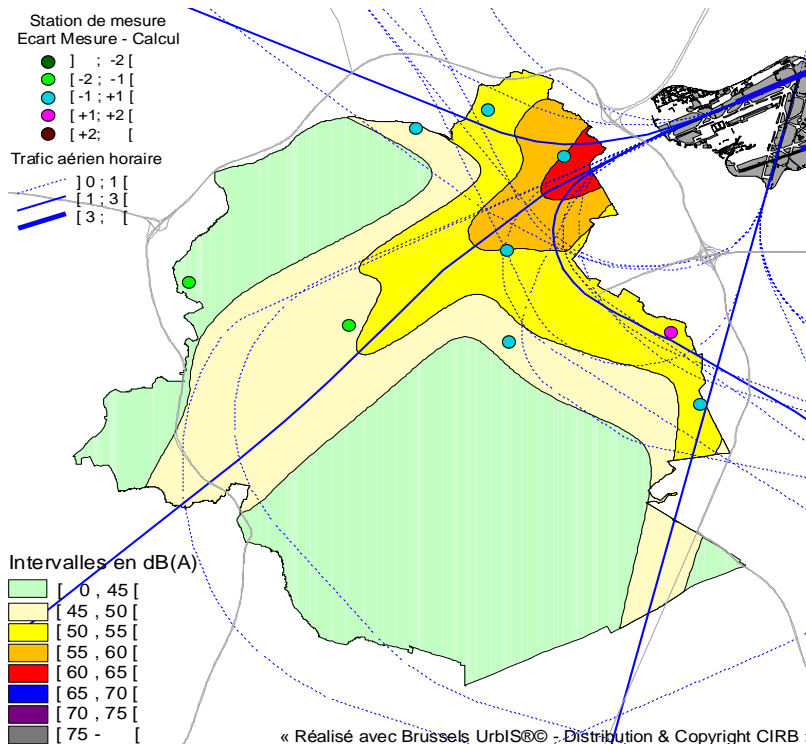 Station de mesure
Ecart Mesure - Calcul
] ; -2 [
[ -2 ; -1 [
[ -1 ; +1 [
[ +1; +2 [
[ +2; [
Trafic aérien horaire
] 0 ; 1 [
[ 1 ; 3 [
[ 3 ; [
Intervalles en dB(A)
[ 0 , 45 [
[ 45 , 50 [
[ 50 , 55 [
[ 55 , 60 [
[ 60 , 65 [
[ 65 , 70 [
[ 70 , 75 [
[ 75 - [
« Réalisé avec Brussels UrbIS®© - Distribution & Copyright CIRB